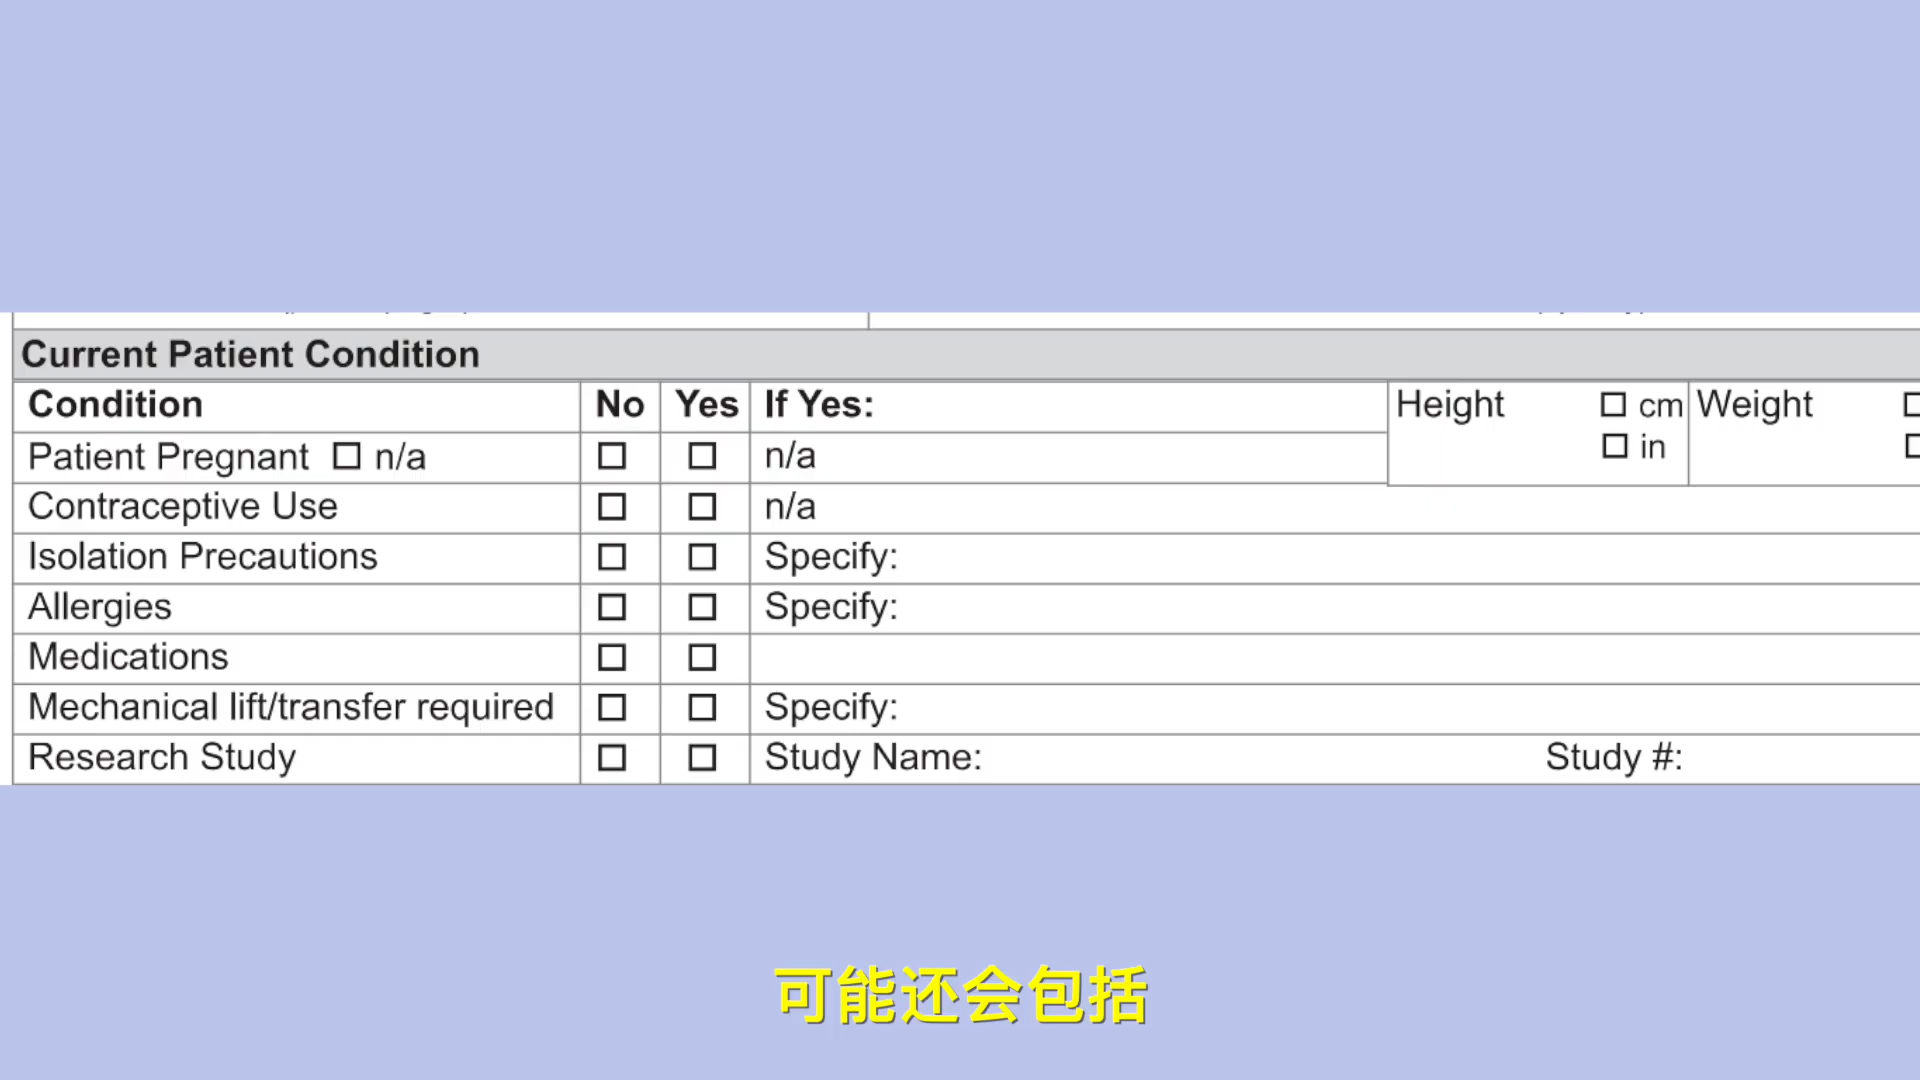 Current Patient Condition
Condition No Yes If Yes: Height ☐ cm Weight ☐
☐ in ☐
Patient Pregnant ☐ n/a ☐ ☐ n/a
Contraceptive Use ☐ ☐ n/a
Isolation Precautions ☐ ☐ Specify:
Allergies ☐ ☐ Specify:
Medications ☐ ☐
Mechanical lift/transfer required ☐ ☐ Specify:
Research Study ☐ ☐ Study Name: Study #:
可能还会包括